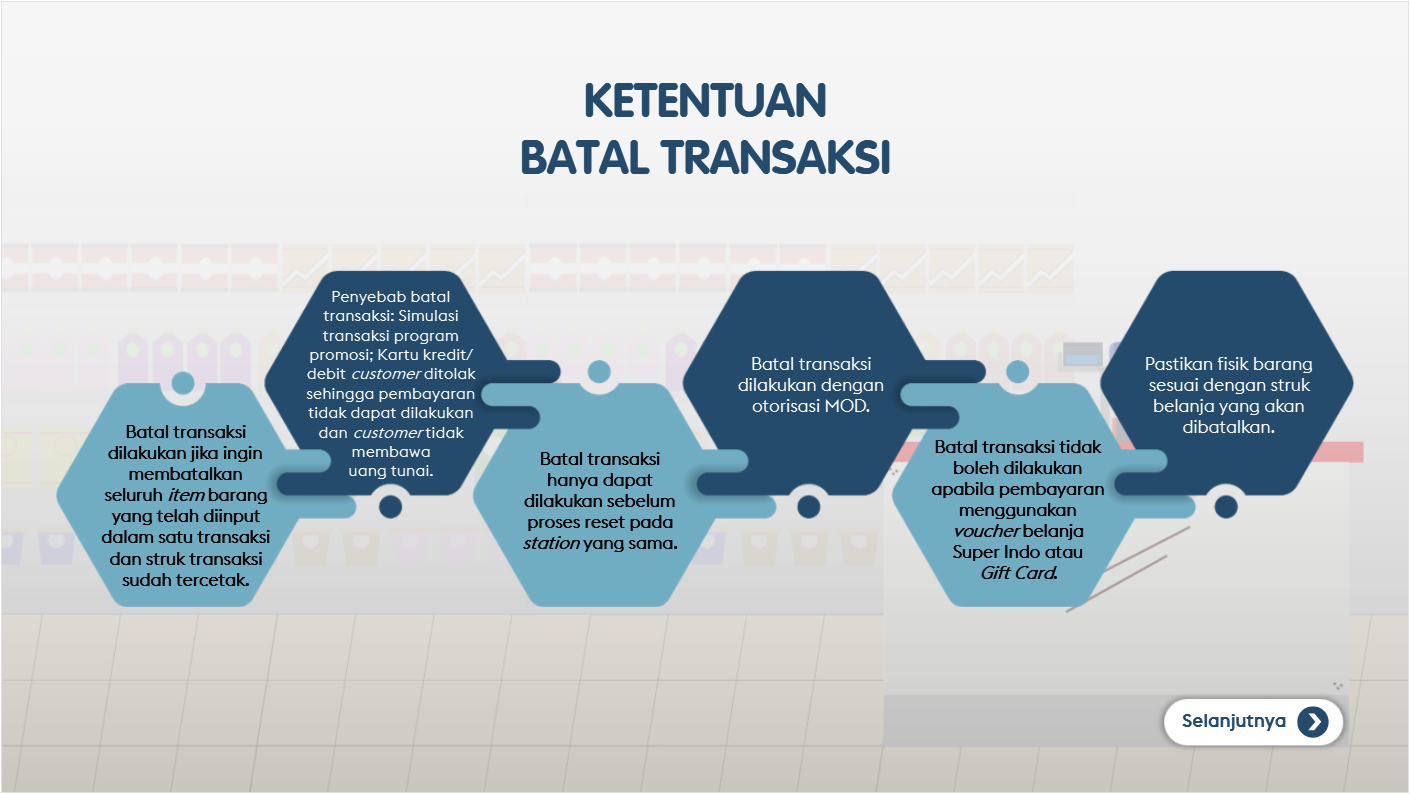 KETENTUAN
BATAL TRANSAKSI
Batal transaksi
dilakukan jika ingin
membatalkan
seluruh item barang
yang telah diinput
dalam satu transaksi
dan struk transaksi
sudah tercetak.
Penyebab batal
transaksi: Simulasi
transaksi program
promosi; Kartu kredit/
debit customer ditolak
sehingga pembayaran
tidak dapat dilakukan
dan customer tidak
membawa
uang tunai.
Batal transaksi
hanya dapat
dilakukan sebelum
proses reset pada
station yang sama.
Batal transaksi
dilakukan dengan
otorisasi MOD.
Batal transaksi tidak
boleh dilakukan
apabila pembayaran
menggunakan
voucher belanja
Super Indo atau
Gift Card.
Pastikan fisik barang
sesuai dengan struk
belanja yang akan
dibatalkan.
Selanjutnya